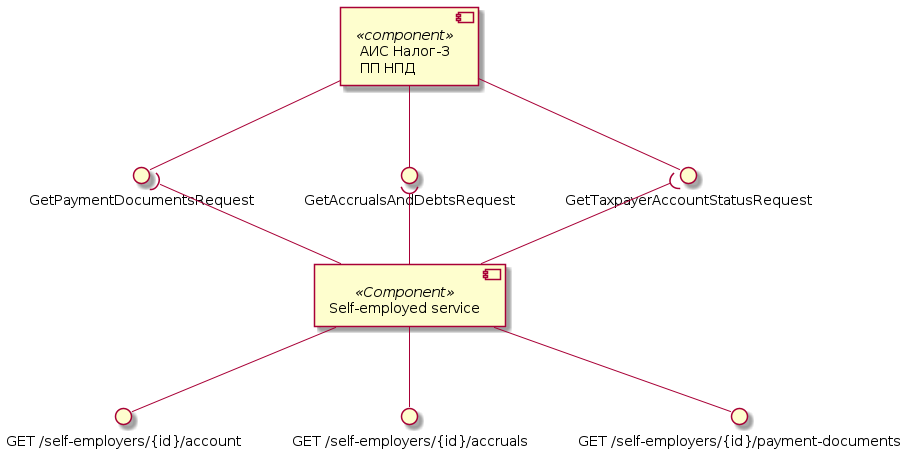 «component»
АИС Налог-3
ПП НПД
GetPaymentDocumentsRequest
GetAccrualsAndDebtsRequest
GetTaxpayerAccountStatusRequest
«Component»
Self-employed service
GET /self-employers/{id}/account
GET /self-employers/{id}/accruals
GET /self-employers/{id}/payment-documents